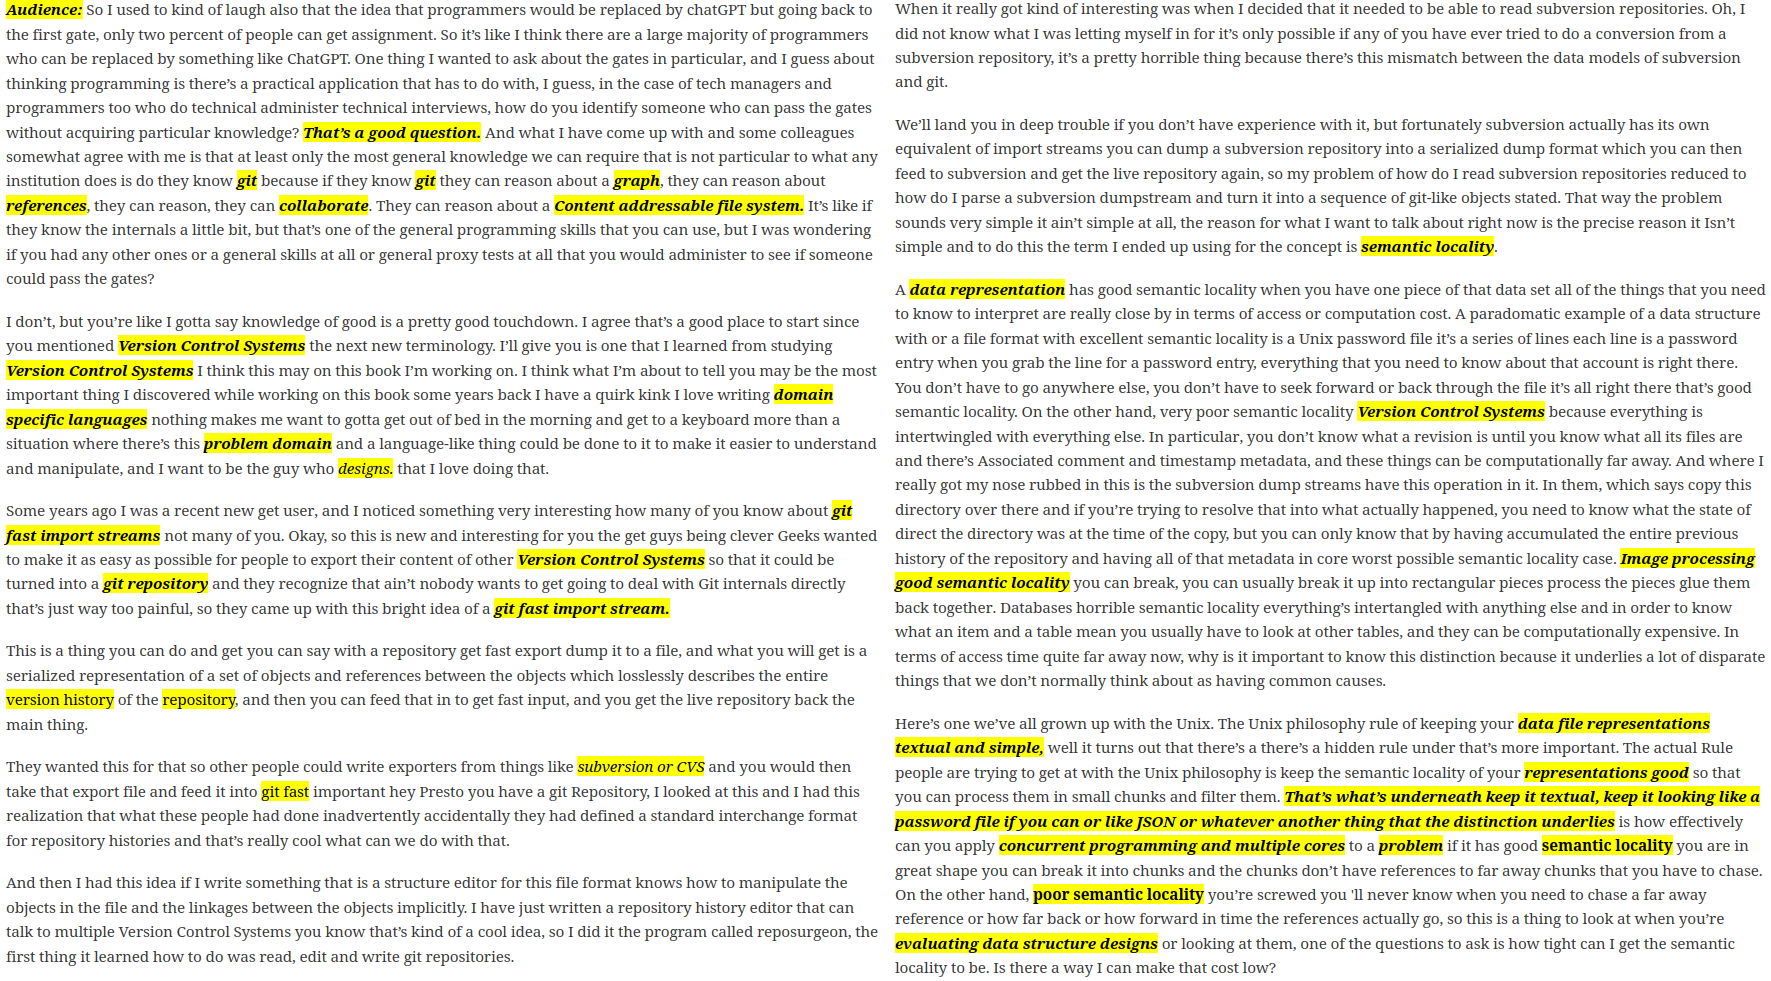 Audience: So I used to kind of laugh also that the idea that programmers would be replaced by chatGPT but going back to
the first gate, only two percent of people can get assignment. So it’s like I think there are a large majority of programmers
who can be replaced by something like ChatGPT. One thing I wanted to ask about the gates in particular, and I guess about
thinking programming is there’s a practical application that has to do with, I guess, in the case of tech managers and
programmers too who do technical administer technical interviews, how do you identify someone who can pass the gates
without acquiring particular knowledge? That’s a good question. And what I have come up with and some colleagues
somewhat agree with me is that at least only the most general knowledge we can require that is not particular to what any
institution does is do they know git because if they know git they can reason about a graph, they can reason about
references, they can reason, they can collaborate. They can reason about a Content addressable file system. It’s like if
they know the internals a little bit, but that’s one of the general programming skills that you can use, but I was wondering
if you had any other ones or a general skills at all or general proxy tests at all that you would administer to see if someone
could pass the gates?
I don’t, but you’re like I gotta say knowledge of good is a pretty good touchdown. I agree that’s a good place to start since
you mentioned Version Control Systems the next new terminology. I’ll give you is one that I learned from studying
Version Control Systems I think this may on this book I’m working on. I think what I’m about to tell you may be the most
important thing I discovered while working on this book some years back I have a quirk kink I love writing domain
specific languages nothing makes me want to gotta get out of bed in the morning and get to a keyboard more than a
situation where there’s this problem domain and a language-like thing could be done to it to make it easier to understand
and manipulate, and I want to be the guy who designs. that I love doing that.
Some years ago I was a recent new get user, and I noticed something very interesting how many of you know about git
fast import streams not many of you. Okay, so this is new and interesting for you the get guys being clever Geeks wanted
to make it as easy as possible for people to export their content of other Version Control Systems so that it could be
turned into a git repository and they recognize that ain’t nobody wants to get going to deal with Git internals directly
that’s just way too painful, so they came up with this bright idea of a git fast import stream.
This is a thing you can do and get you can say with a repository get fast export dump it to a file, and what you will get is a
serialized representation of a set of objects and references between the objects which losslessly describes the entire
version history of the repository, and then you can feed that in to get fast input, and you get the live repository back the
main thing.
They wanted this for that so other people could write exporters from things like subversion or CVS and you would then
take that export file and feed it into git fast important hey Presto you have a git Repository, I looked at this and I had this
realization that what these people had done inadvertently accidentally they had defined a standard interchange format
for repository histories and that’s really cool what can we do with that.
And then I had this idea if I write something that is a structure editor for this file format knows how to manipulate the
objects in the file and the linkages between the objects implicitly. I have just written a repository history editor that can
talk to multiple Version Control Systems you know that’s kind of a cool idea, so I did it the program called reposurgeon, the
first thing it learned how to do was read, edit and write git repositories.
When it really got kind of interesting was when I decided that it needed to be able to read subversion repositories. Oh, I
did not know what I was letting myself in for it’s only possible if any of you have ever tried to do a conversion from a
subversion repository, it’s a pretty horrible thing because there’s this mismatch between the data models of subversion
and git.
We’ll land you in deep trouble if you don’t have experience with it, but fortunately subversion actually has its own
equivalent of import streams you can dump a subversion repository into a serialized dump format which you can then
feed to subversion and get the live repository again, so my problem of how do I read subversion repositories reduced to
how do I parse a subversion dumpstream and turn it into a sequence of git-like objects stated. That way the problem
sounds very simple it ain’t simple at all, the reason for what I want to talk about right now is the precise reason it Isn’t
simple and to do this the term I ended up using for the concept is semantic locality.
A data representation has good semantic locality when you have one piece of that data set all of the things that you need
to know to interpret are really close by in terms of access or computation cost. A paradomatic example of a data structure
with or a file format with excellent semantic locality is a Unix password file it’s a series of lines each line is a password
entry when you grab the line for a password entry, everything that you need to know about that account is right there.
You don’t have to go anywhere else, you don’t have to seek forward or back through the file it’s all right there that’s good
semantic locality. On the other hand, very poor semantic locality Version Control Systems because everything is
intertwingled with everything else. In particular, you don’t know what a revision is until you know what all its files are
and there’s Associated comment and timestamp metadata, and these things can be computationally far away. And where I
really got my nose rubbed in this is the subversion dump streams have this operation in it. In them, which says copy this
directory over there and if you’re trying to resolve that into what actually happened, you need to know what the state of
direct the directory was at the time of the copy, but you can only know that by having accumulated the entire previous
history of the repository and having all of that metadata in core worst possible semantic locality case. Image processing
good semantic locality you can break, you can usually break it up into rectangular pieces process the pieces glue them
back together. Databases horrible semantic locality everything’s intertangled with anything else and in order to know
what an item and a table mean you usually have to look at other tables, and they can be computationally expensive. In
terms of access time quite far away now, why is it important to know this distinction because it underlies a lot of disparate
things that we don’t normally think about as having common causes.
Here’s one we’ve all grown up with the Unix. The Unix philosophy rule of keeping your data file representations
textual and simple, well it turns out that there’s a there’s a hidden rule under that’s more important. The actual Rule
people are trying to get at with the Unix philosophy is keep the semantic locality of your representations good so that
you can process them in small chunks and filter them. That’s what’s underneath keep it textual, keep it looking like a
password file if you can or like JSON or whatever another thing that the distinction underlies is how effectively
can you apply concurrent programming and multiple cores to a problem if it has good semantic locality you are in
great shape you can break it into chunks and the chunks don’t have references to far away chunks that you have to chase.
On the other hand, poor semantic locality you’re screwed you 'll never know when you need to chase a far away
reference or how far back or how forward in time the references actually go, so this is a thing to look at when you’re
evaluating data structure designs or looking at them, one of the questions to ask is how tight can I get the semantic
locality to be. Is there a way I can make that cost low?